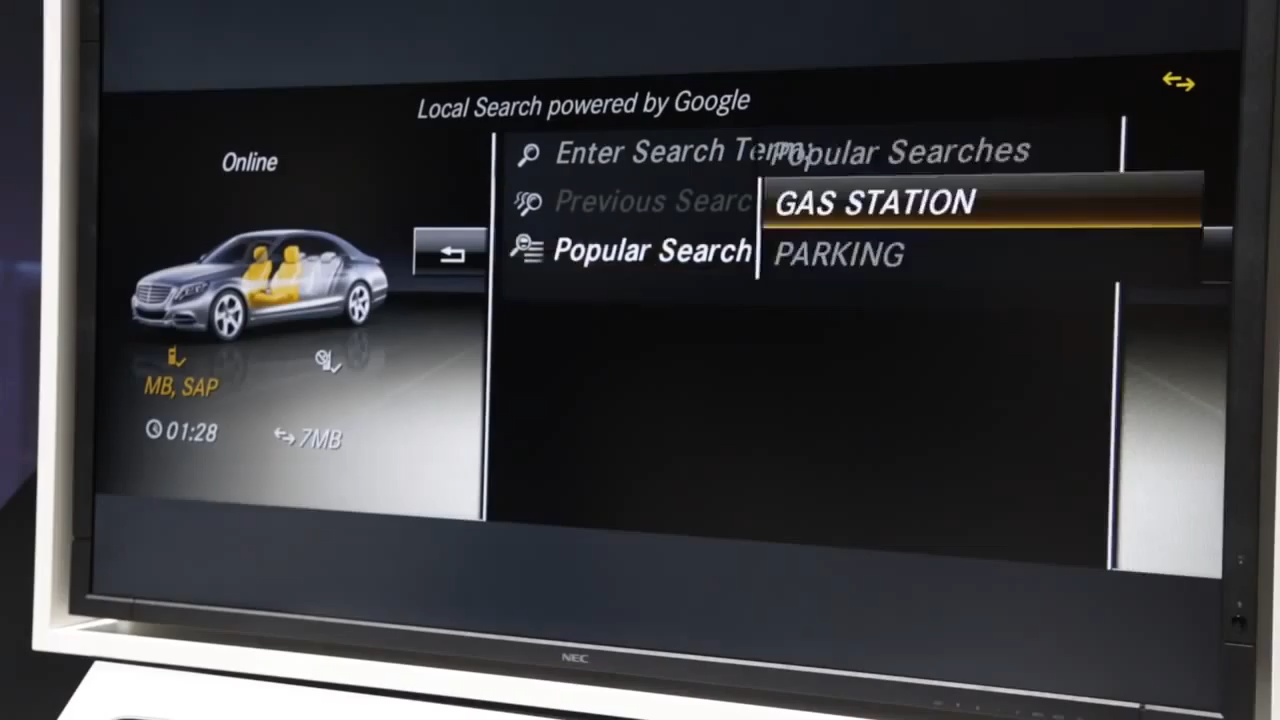 Local Search powered by Google
Online
Enter Search Term:
Previous Searc
Popular Search
Popular Searches
GAS STATION
PARKING
MB, SAP
01:28
7MB
NEC